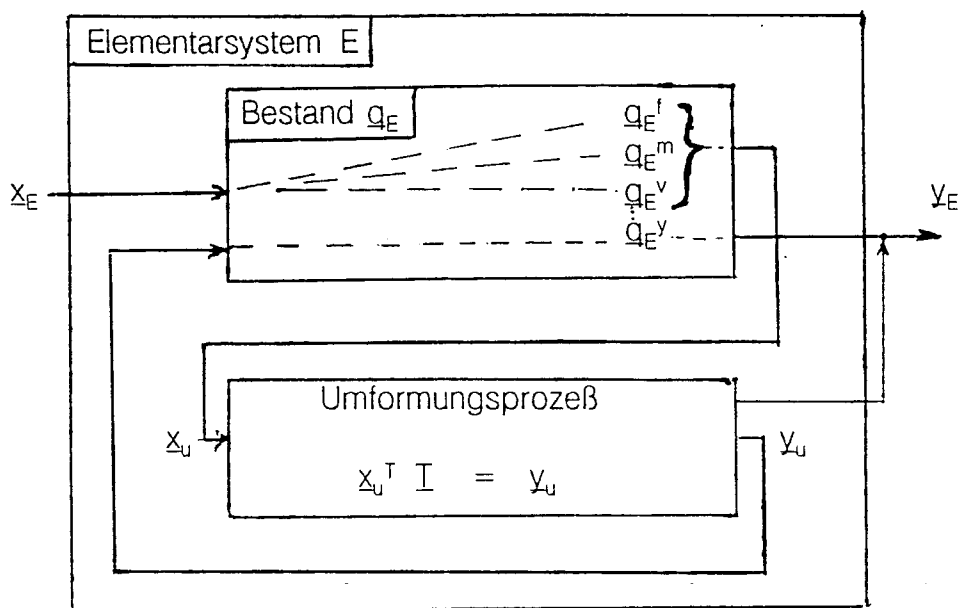 Elementarsystem E
Bestand q_E
q_E^f
q_E^m
x_E
q_E^v
y_E
q_E^y
Umformungsprozeß
x_u
y_u
x_u^T T = y_u